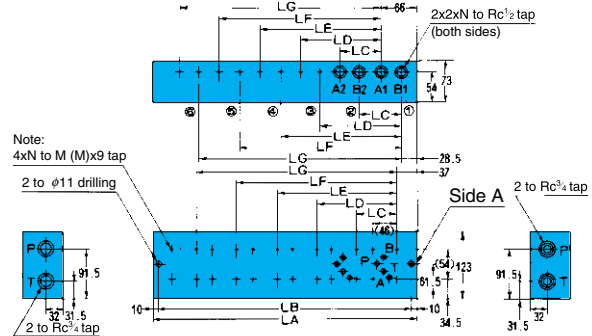 LG 66
LF
LE
LD
LC
2x2xN to Rc½ tap
(both sides)
A2 B2 A1 B1
54 73
⑥ ⑤ ④ ③ ② ①
LC
LD
LE
LF
LG 28.5
LG 37
LF
LE
LD
LC
(46)
Note:
4xN to M (M)x9 tap
2 to φ11 drilling
Side A
2 to Rc¾ tap
P
T
91.5
32 31.5
2 to Rc¾ tap
B
P T
A
(54) 123
61.5
34.5
10 LB 10
LA
P
T
91.5
31.5
32